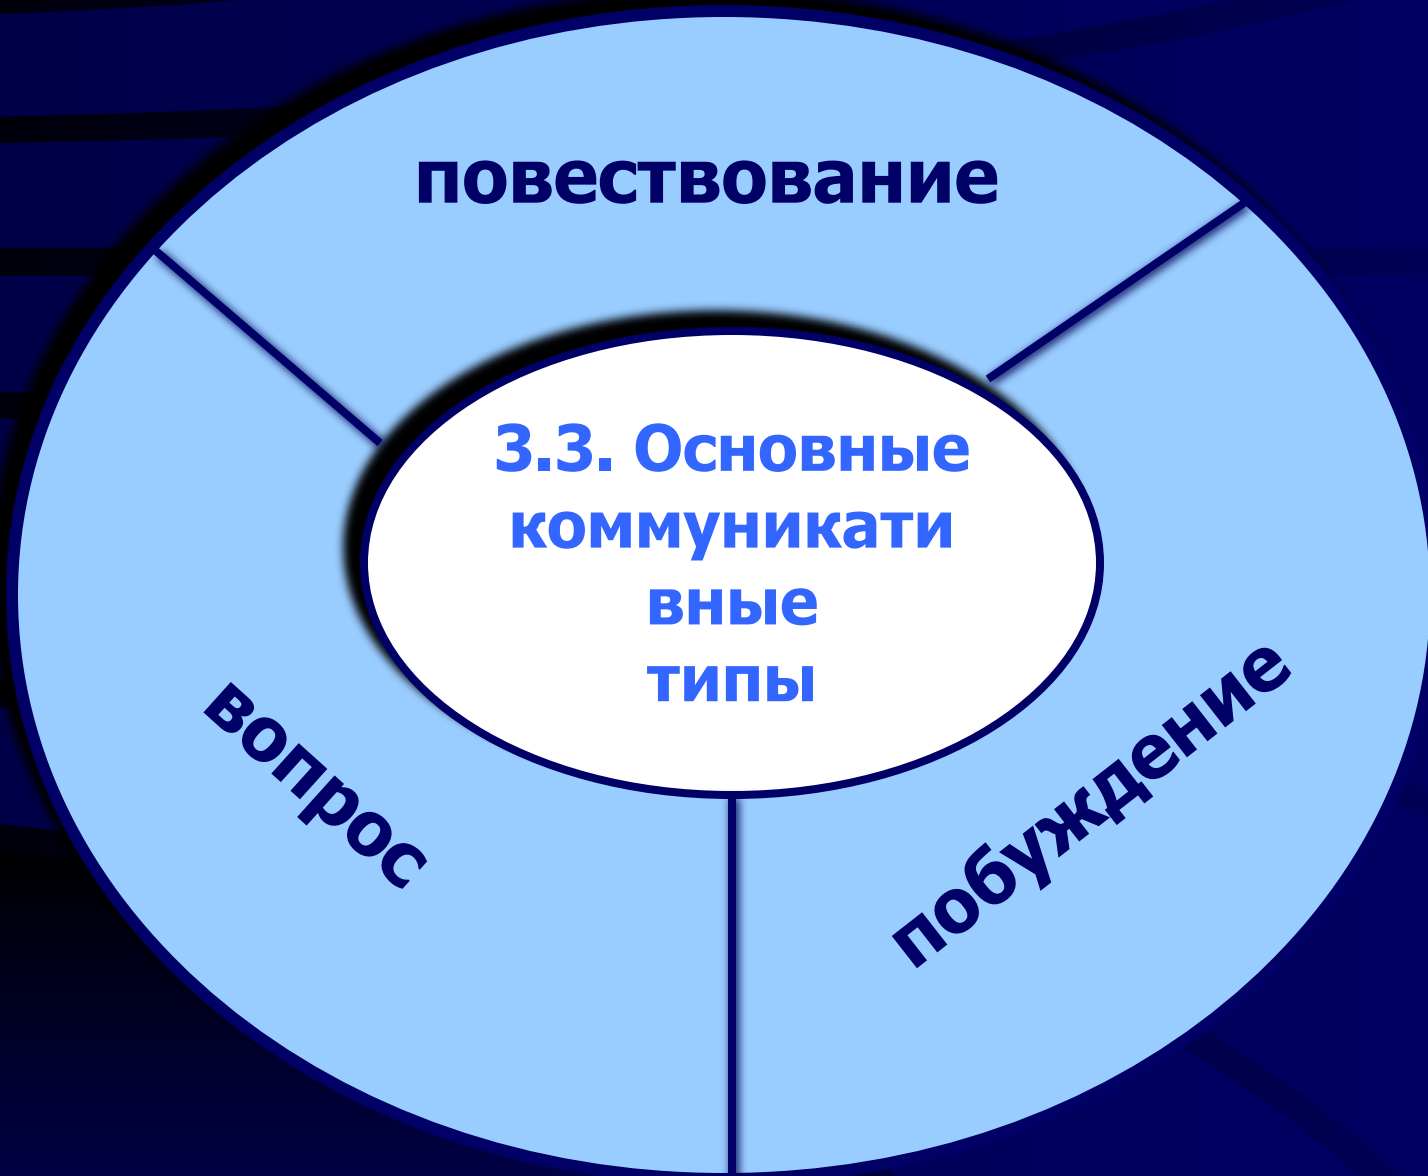 повествование
3.3. Основные
коммуникати
вные
типы
вопрос
побуждение